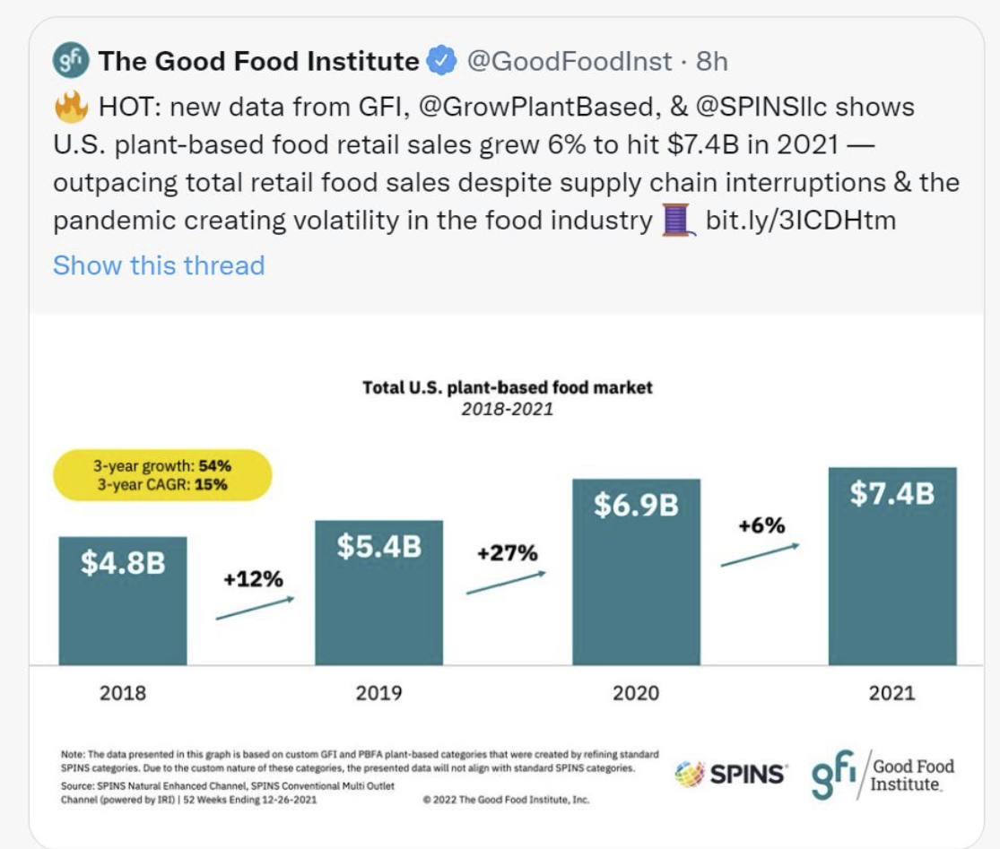 gfi The Good Food Institute @GoodFoodInst · 8h
🔥 HOT: new data from GFI, @GrowPlantBased, & @SPINSllc shows
U.S. plant-based food retail sales grew 6% to hit $7.4B in 2021 —
outpacing total retail food sales despite supply chain interruptions & the
pandemic creating volatility in the food industry 🧵 bit.ly/3ICDHtm
Show this thread
Total U.S. plant-based food market
2018-2021
3-year growth: 54%
3-year CAGR: 15%
$4.8B
+12%
$5.4B
+27%
$6.9B
+6%
$7.4B
2018
2019
2020
2021
Note: The data presented in this graph is based on custom GFI and PBFA plant-based categories that were created by refining standard
SPINS categories. Due to the custom nature of these categories, the presented data will not align with standard SPINS categories.
Source: SPINS Natural Enhanced Channel, SPINS Conventional Multi Outlet
Channel (powered by IRI) | 52 Weeks Ending 12-26-2021
© 2022 The Good Food Institute, Inc.
SPINS
gfi / Good Food
Institute